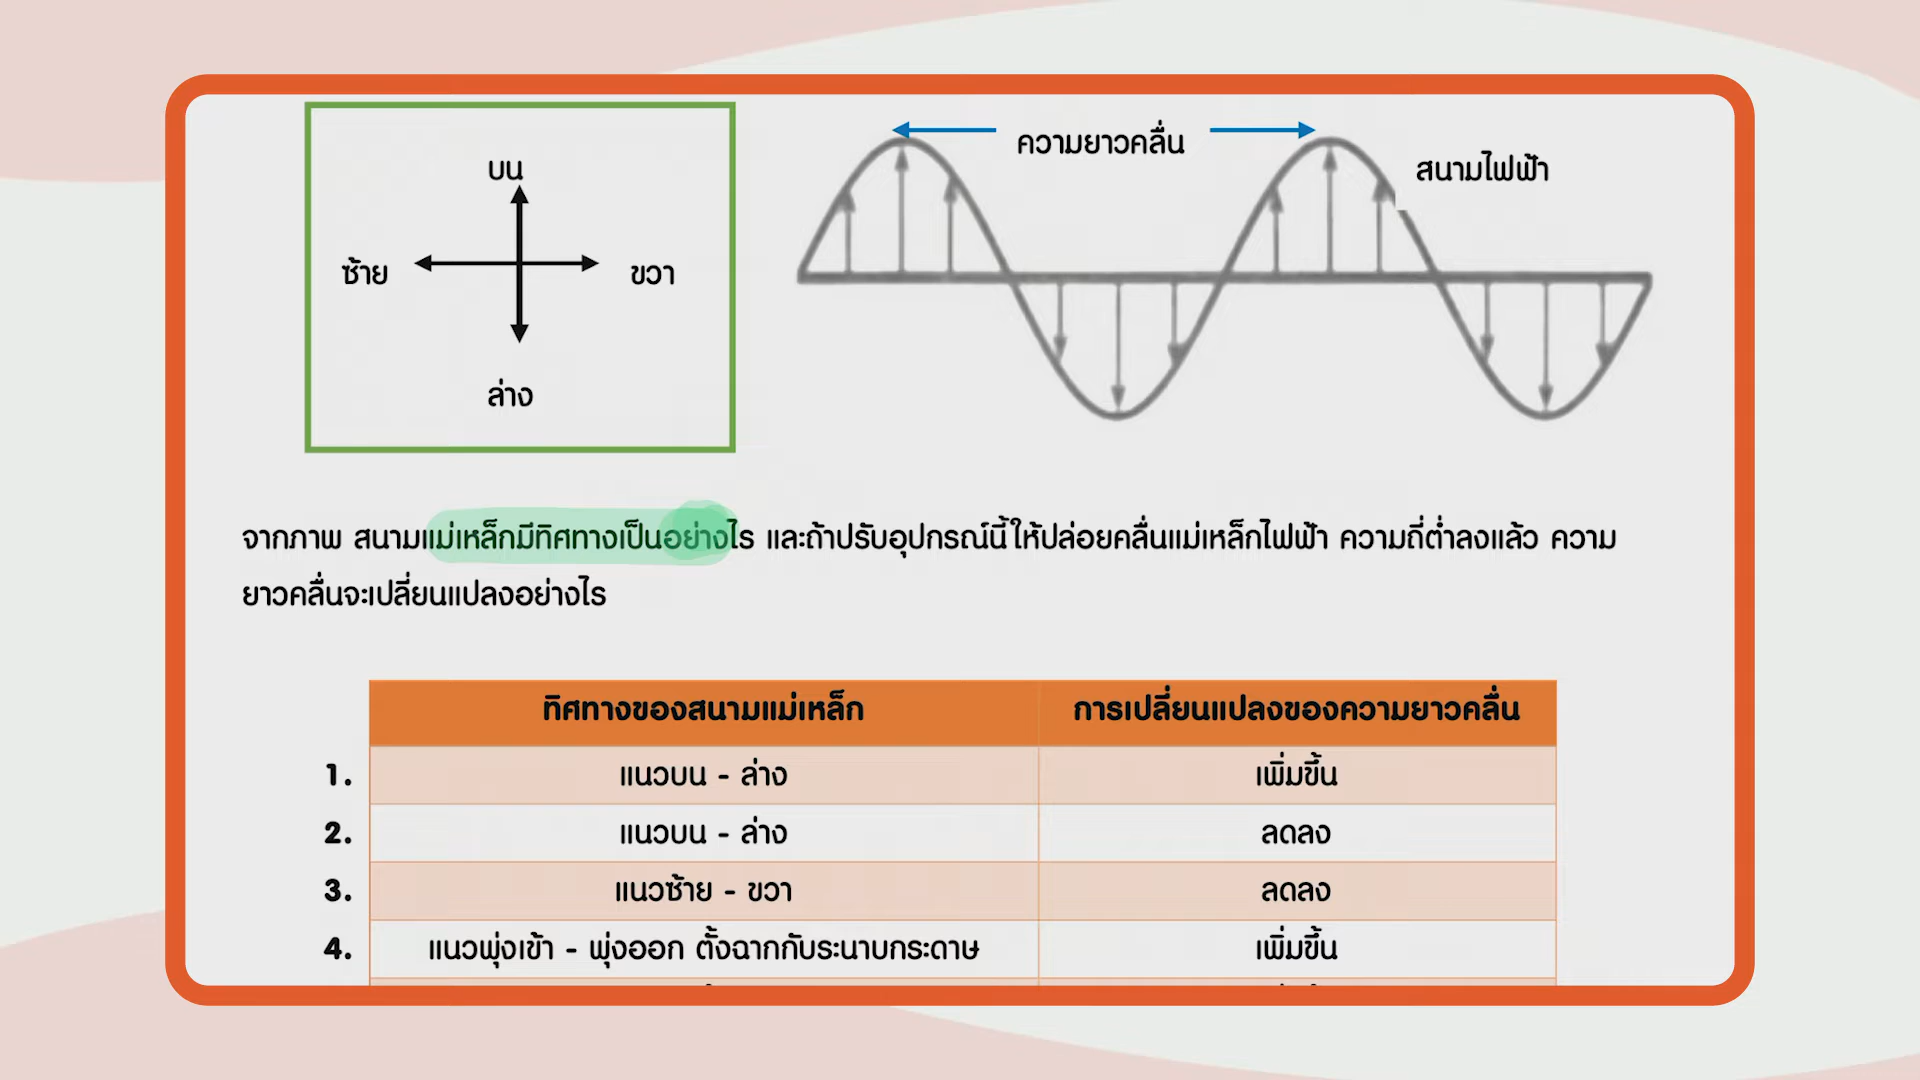 บน
ซ้าย
ขวา
ล่าง
ความยาวคลื่น
สนามไฟฟ้า
จากภาพ สนามแม่เหล็กมีทิศทางเป็นอย่างไร และถ้าปรับอุปกรณ์นี้ให้ปล่อยคลื่นแม่เหล็กไฟฟ้า ความถี่ต่ำลงแล้ว ความ
ยาวคลื่นจะเปลี่ยนแปลงอย่างไร
ทิศทางของสนามแม่เหล็ก การเปลี่ยนแปลงของความยาวคลื่น
1. แนวบน - ล่าง เพิ่มขึ้น
2. แนวบน - ล่าง ลดลง
3. แนวซ้าย - ขวา ลดลง
4. แนวพุ่งเข้า - พุ่งออก ตั้งฉากกับระนาบกระดาษ เพิ่มขึ้น